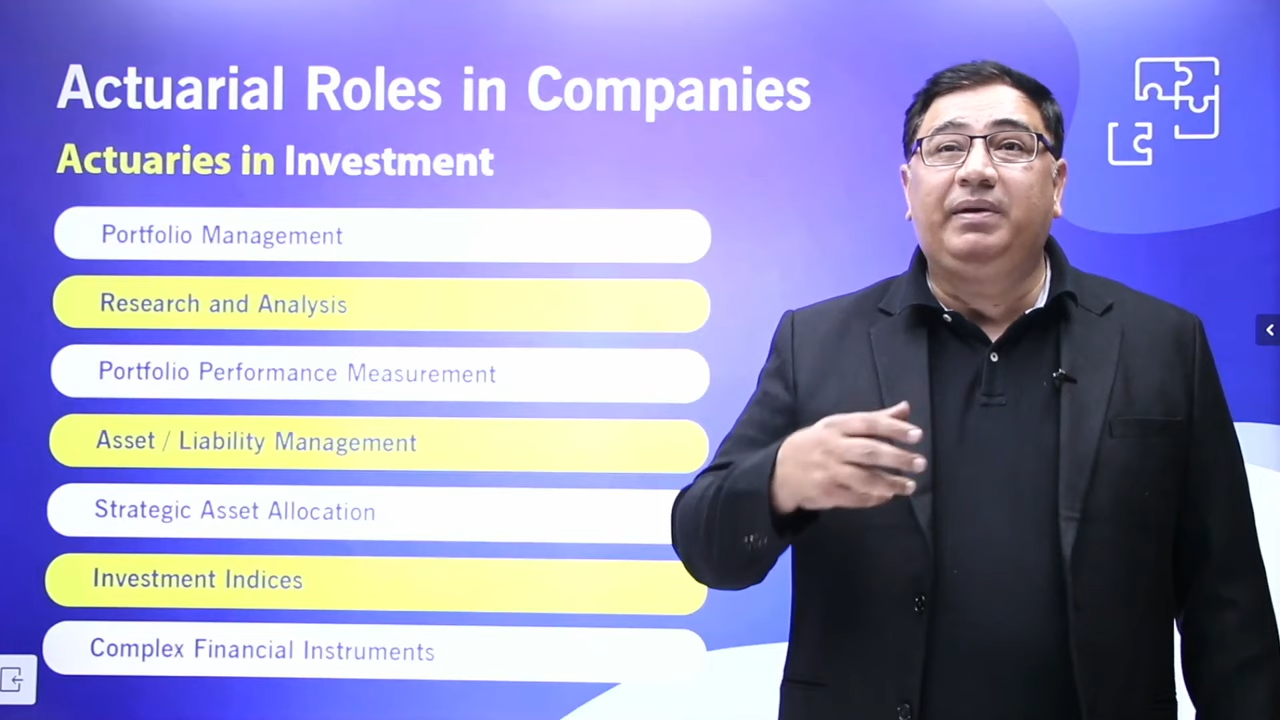 Actuarial Roles in Companies
Actuaries in Investment
Portfolio Management
Research and Analysis
Portfolio Performance Measurement
Asset / Liability Management
Strategic Asset Allocation
Investment Indices
Complex Financial Instruments